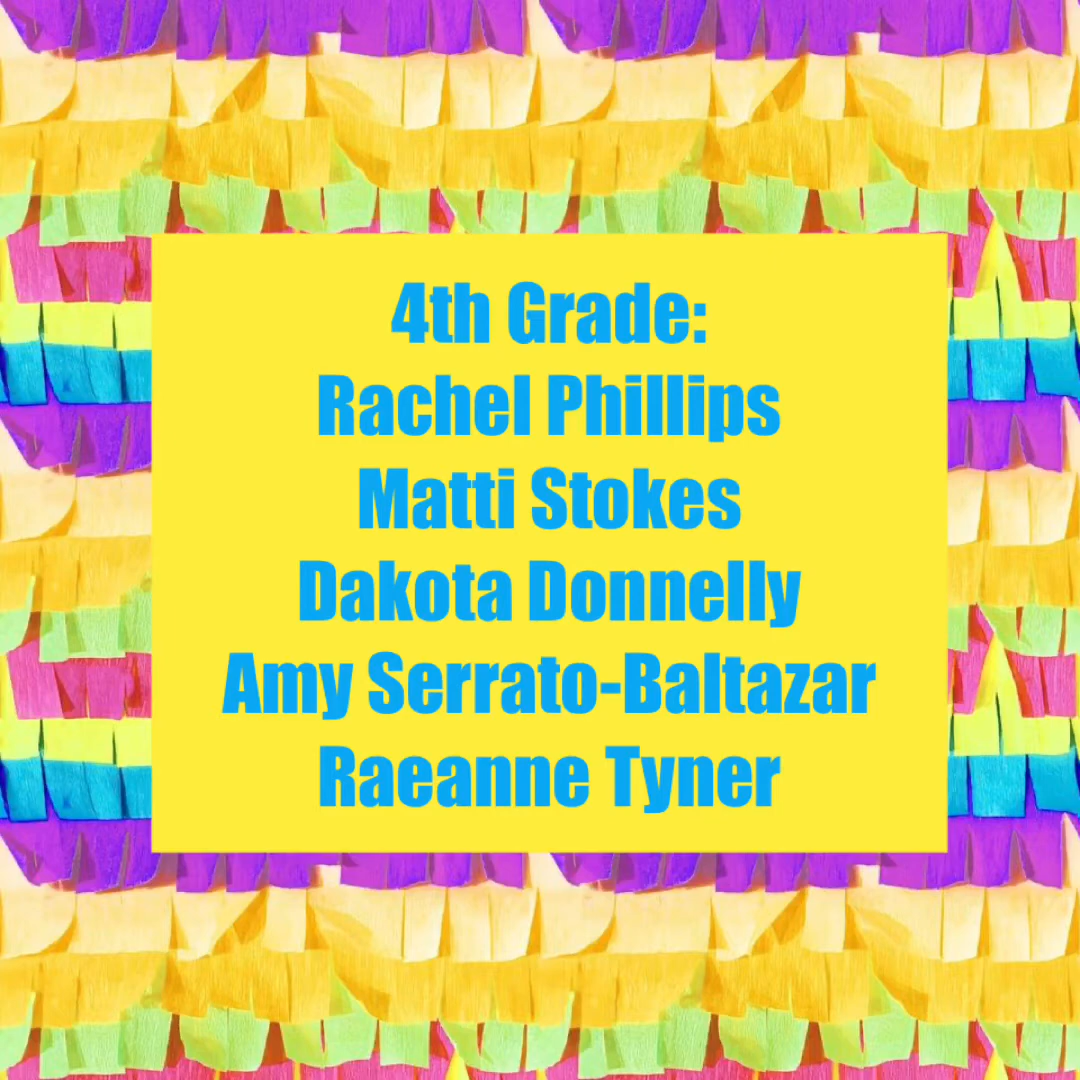 4th Grade:
Rachel Phillips
Matti Stokes
Dakota Donnelly
Amy Serrato-Baltazar
Raeanne Tyner